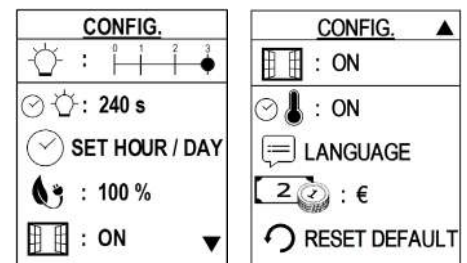 CONFIG.
0 1 2 3
:
: 240 s
SET HOUR / DAY
: 100 %
: ON
CONFIG.
: ON
: ON
LANGUAGE
2 : €
RESET DEFAULT